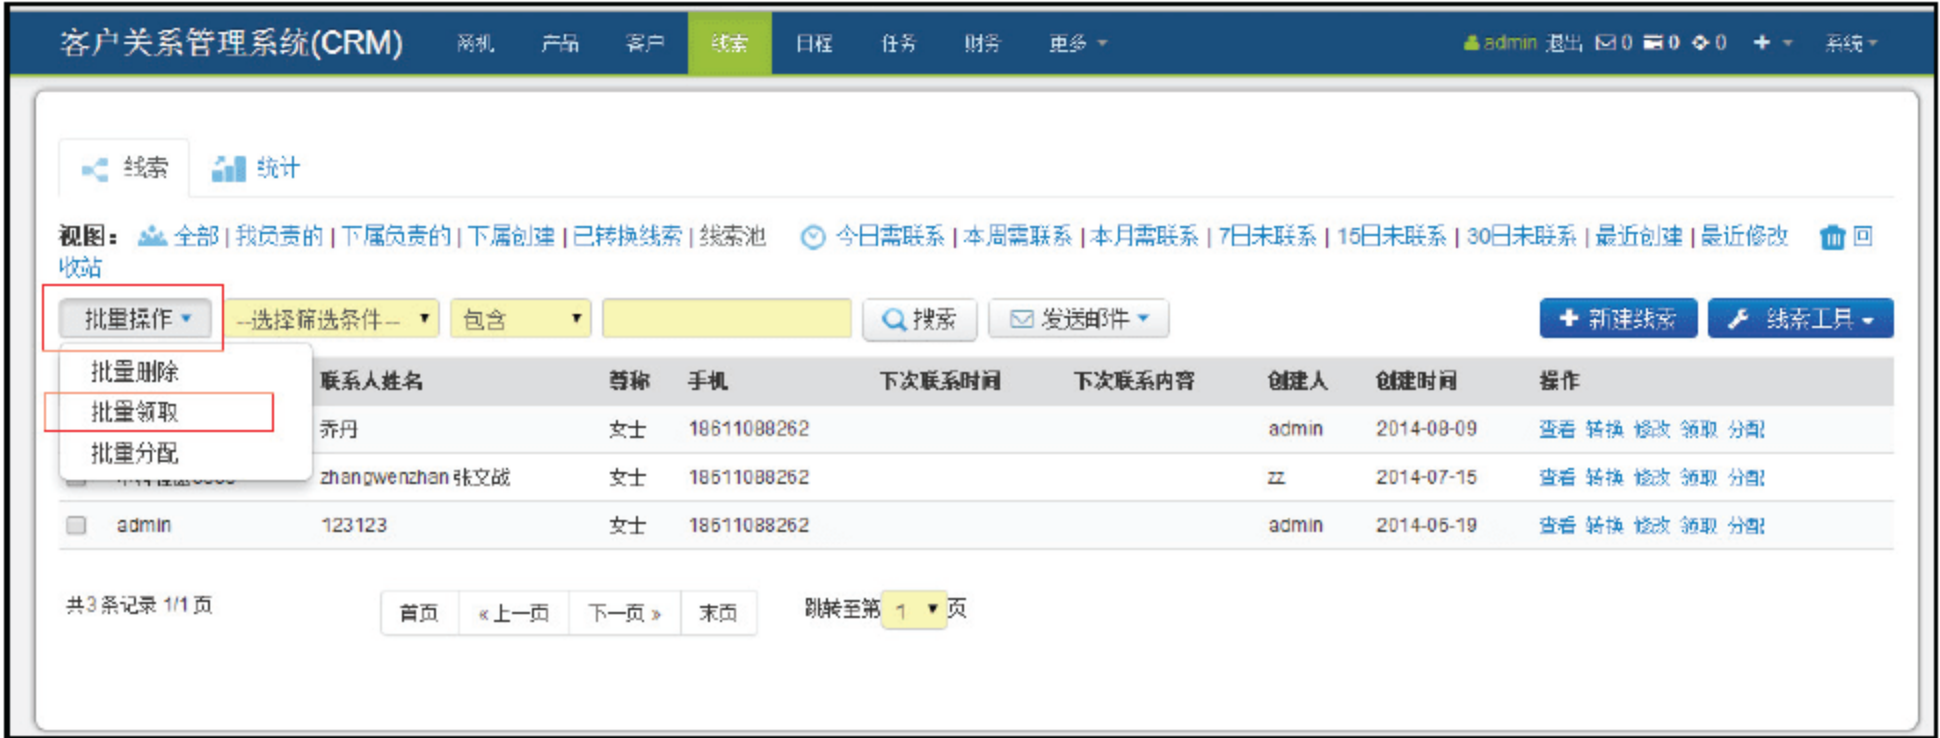 客户关系管理系统(CRM) 商机 产品 客户 线索 日程 任务 财务 更多 admin 退出 0 0 0 系统
线索 统计
视图: 全部 | 我负责的 | 下属负责的 | 下属创建 | 已转换线索 | 线索池 今日需联系 | 本周需联系 | 本月需联系 | 7日未联系 | 15日未联系 | 30日未联系 | 最近创建 | 最近修改 回
收站
批量操作 --选择筛选条件-- 包含 搜索 发送邮件 新建线索 线索工具
批量删除
批量领取
批量分配
联系人姓名 尊称 手机 下次联系时间 下次联系内容 创建人 创建时间 操作
乔丹 女士 18611088262 admin 2014-08-09 查看 转换 修改 领取 分配
zhangwenzhan 张文战 女士 18611088262 zz 2014-07-15 查看 转换 修改 领取 分配
admin 123123 女士 18611088262 admin 2014-06-19 查看 转换 修改 领取 分配
共3条记录 1/1 页 首页 «上一页 下一页 » 末页 跳转至第 1 页